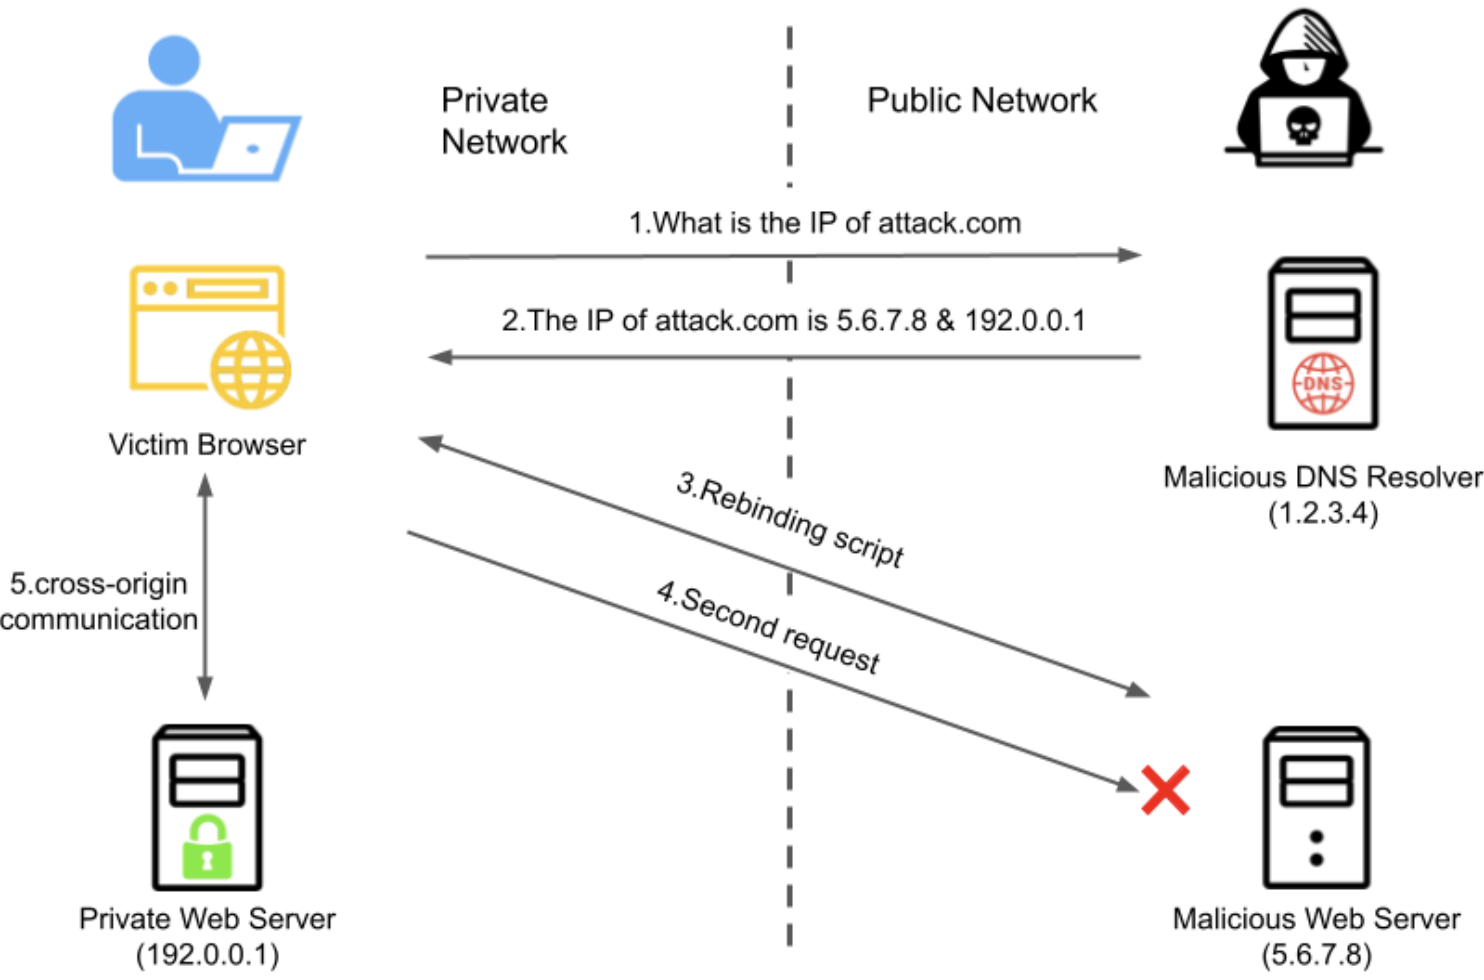 Private
Network
Public Network
1.What is the IP of attack.com
2.The IP of attack.com is 5.6.7.8 & 192.0.0.1
DNS
Victim Browser
Malicious DNS Resolver
(1.2.3.4)
3.Rebinding script
4.Second request
5.cross-origin
communication
Private Web Server
(192.0.0.1)
Malicious Web Server
(5.6.7.8)